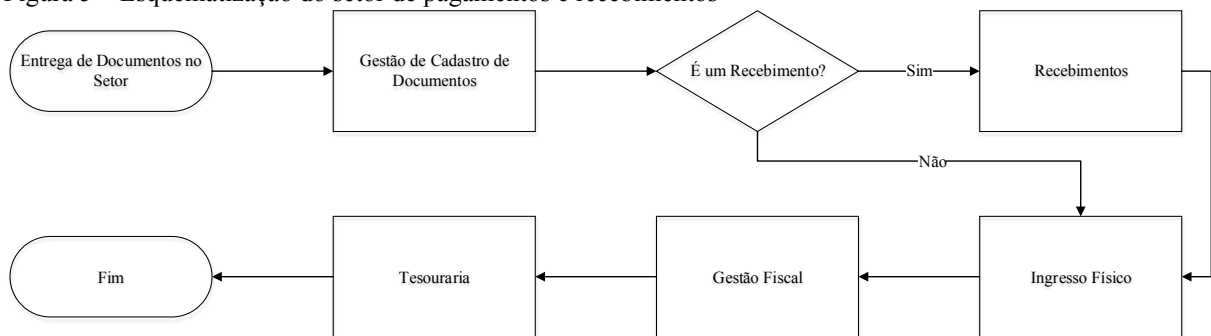 Figura 3 – Esquematização do setor de pagamentos e recebimentos
Entrega de Documentos no
Setor
Gestão de Cadastro de
Documentos
É um Recebimento?
Sim
Recebimentos
Não
Fim
Tesouraria
Gestão Fiscal
Ingresso Físico